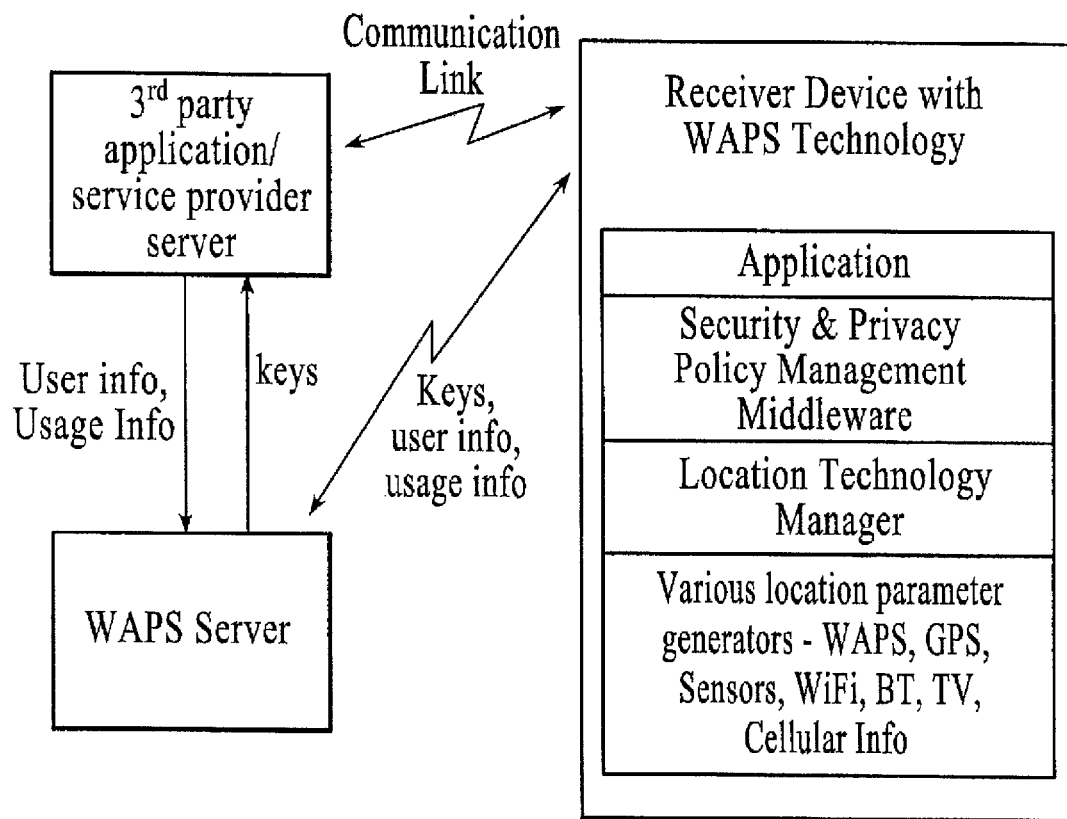 Communication
Link
3rd party
application/
service provider
server
Receiver Device with
WAPS Technology
Application
Security & Privacy
Policy Management
Middleware
Location Technology
Manager
Various location parameter
generators - WAPS, GPS,
Sensors, WiFi, BT, TV,
Cellular Info
User info,
Usage Info
keys
Keys,
user info,
usage info
WAPS Server